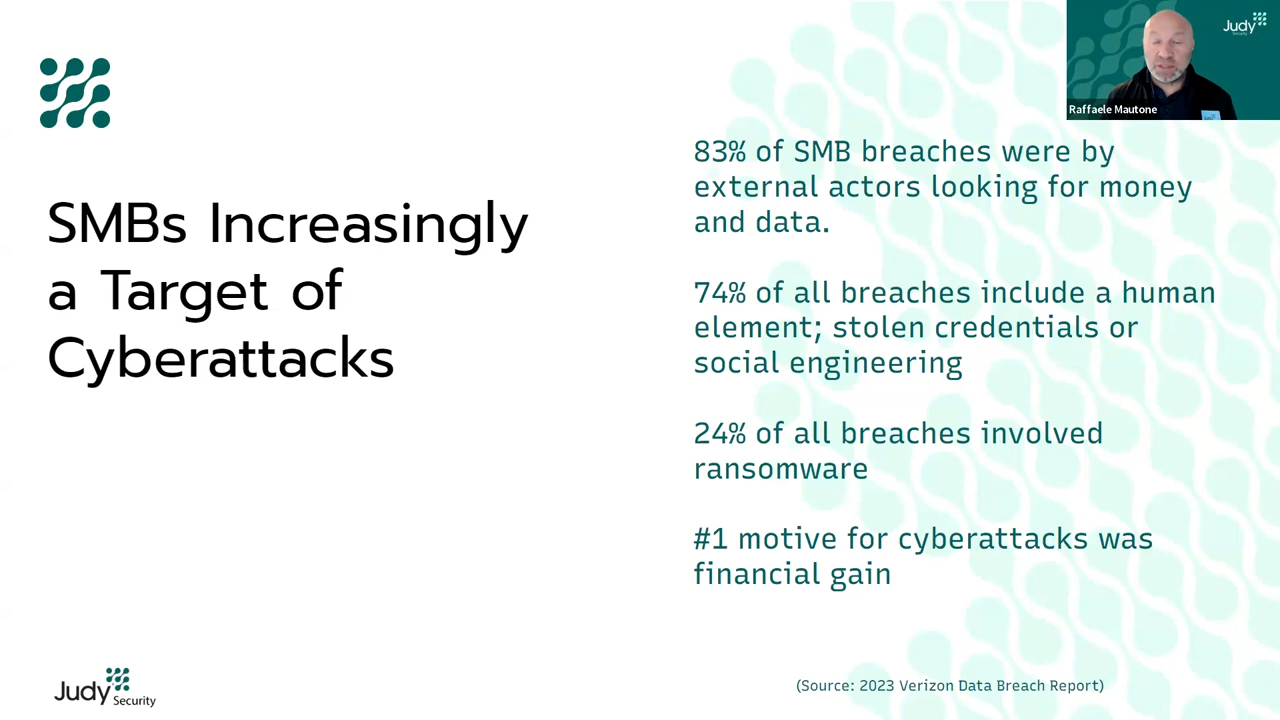 Judy
Security
Raffaele Mautone
SMBs Increasingly
a Target of
Cyberattacks
83% of SMB breaches were by
external actors looking for money
and data.
74% of all breaches include a human
element; stolen credentials or
social engineering
24% of all breaches involved
ransomware
#1 motive for cyberattacks was
financial gain
Judy Security
(Source: 2023 Verizon Data Breach Report)